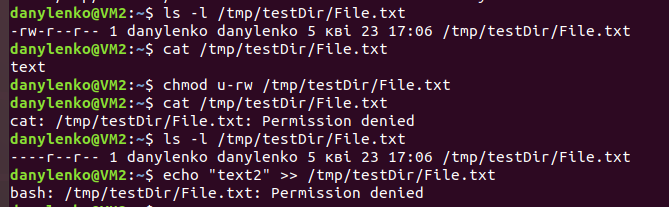 danylenko@VM2:~$ ls -l /tmp/testDir/File.txt
-rw-r--r-- 1 danylenko danylenko 5 кві 23 17:06 /tmp/testDir/File.txt
danylenko@VM2:~$ cat /tmp/testDir/File.txt
text
danylenko@VM2:~$ chmod u-rw /tmp/testDir/File.txt
danylenko@VM2:~$ cat /tmp/testDir/File.txt
cat: /tmp/testDir/File.txt: Permission denied
danylenko@VM2:~$ ls -l /tmp/testDir/File.txt
----r--r-- 1 danylenko danylenko 5 кві 23 17:06 /tmp/testDir/File.txt
danylenko@VM2:~$ echo "text2" >> /tmp/testDir/File.txt
bash: /tmp/testDir/File.txt: Permission denied